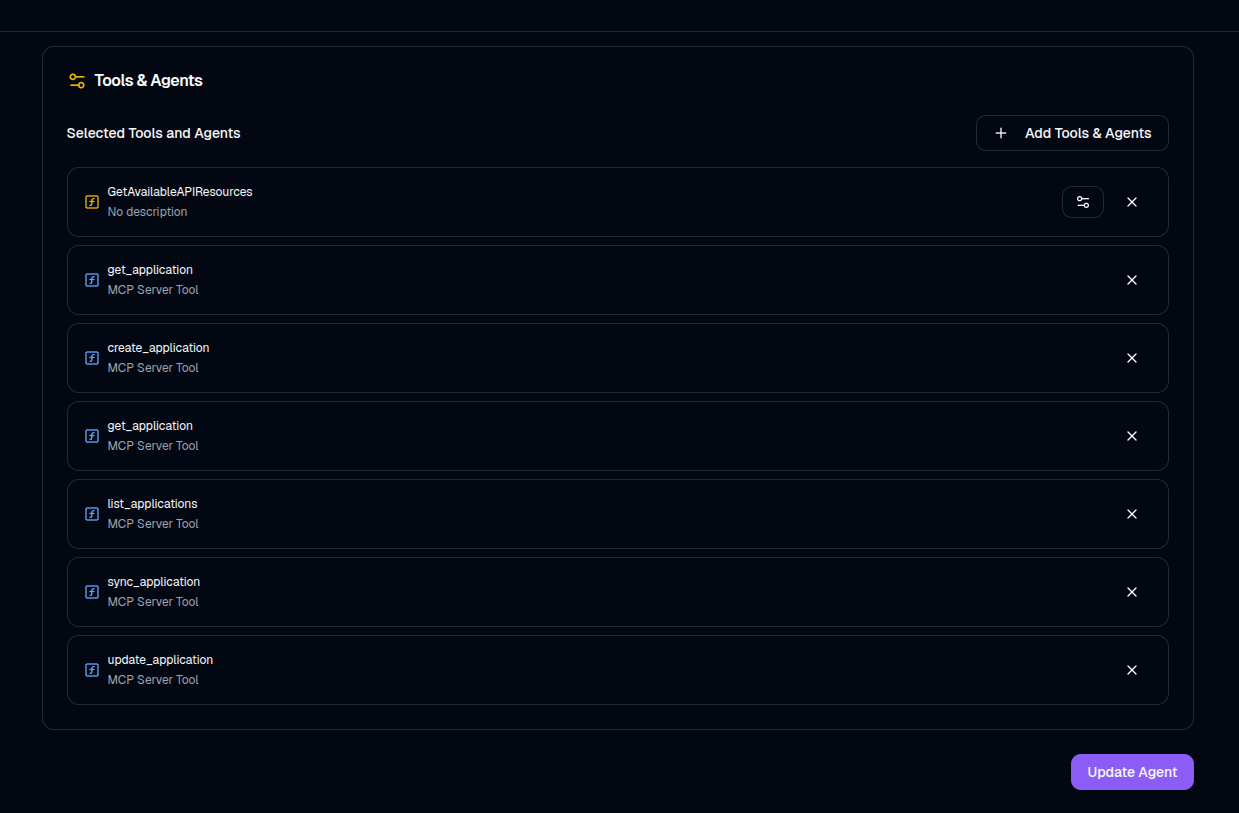 Tools & Agents
Selected Tools and Agents
Add Tools & Agents
GetAvailableAPIResources
No description
get_application
MCP Server Tool
create_application
MCP Server Tool
get_application
MCP Server Tool
list_applications
MCP Server Tool
sync_application
MCP Server Tool
update_application
MCP Server Tool
Update Agent